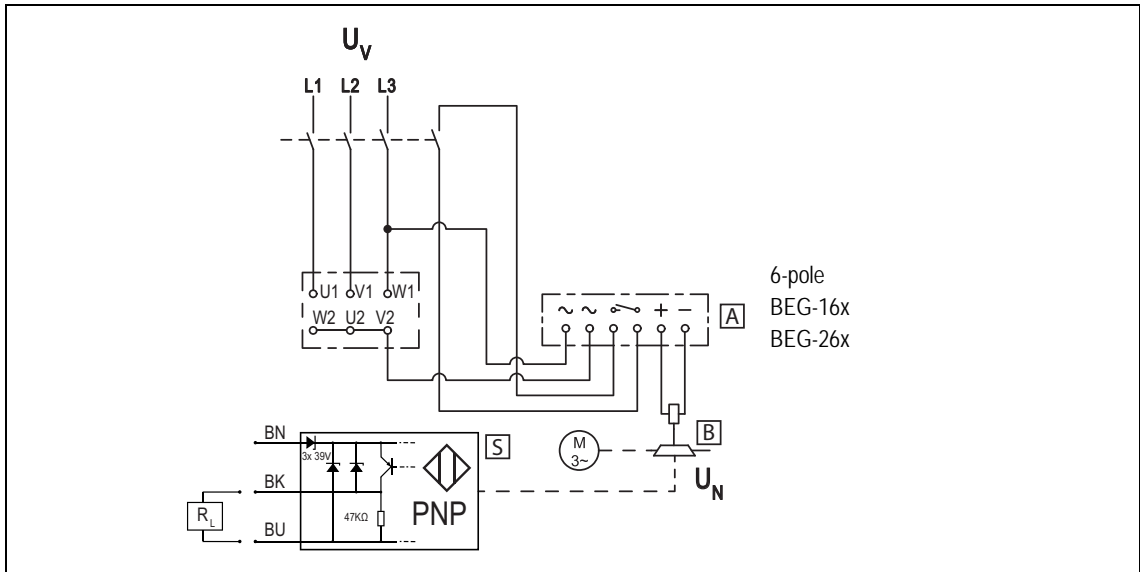 U_V
L1 L2 L3
U1 V1 W1
W2 U2 V2
~ ~ + −
A
6-pole
BEG-16x
BEG-26x
BN
3x 39V
S
M
3~
B
U_N
BK
R_L
47KΩ
PNP
BU